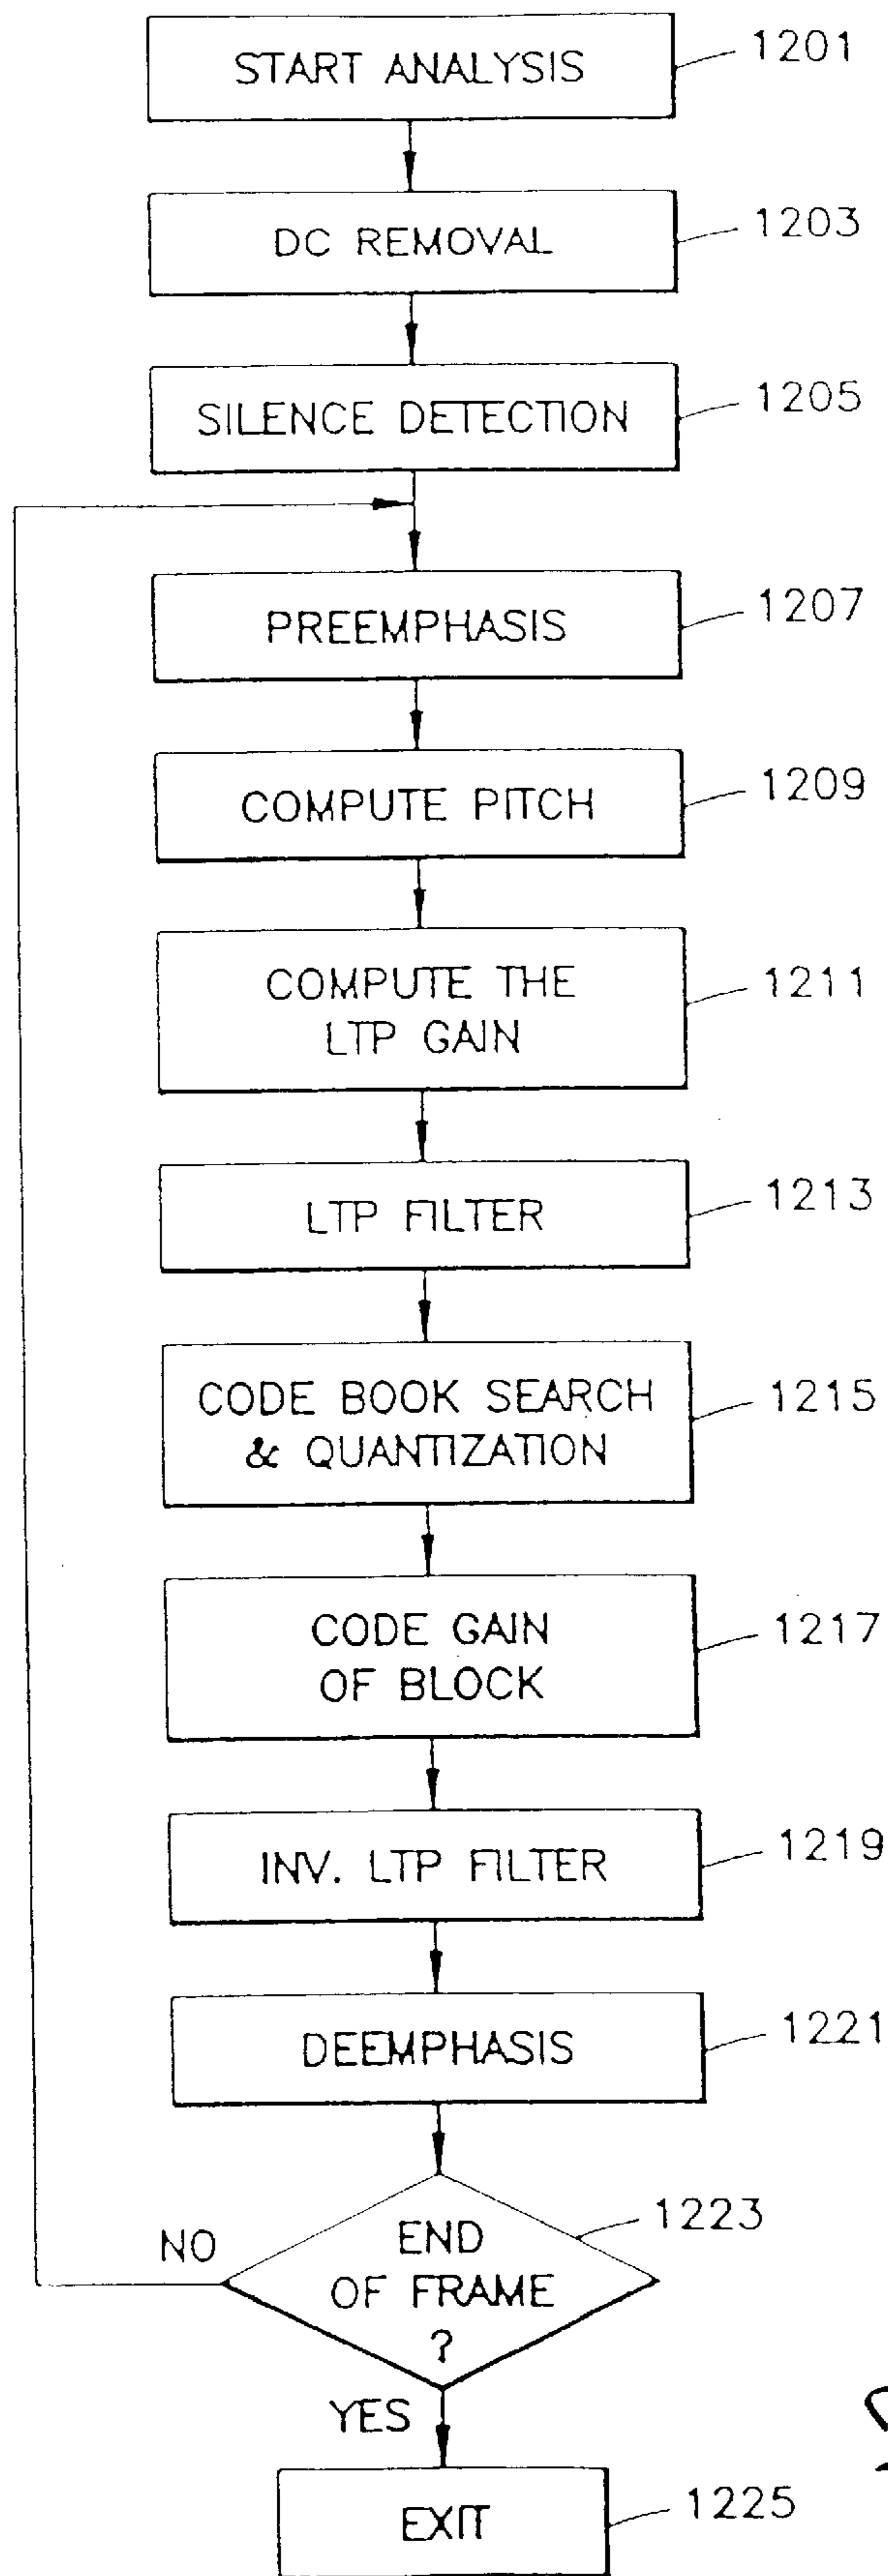 START ANALYSIS
1201
DC REMOVAL
1203
SILENCE DETECTION
1205
PREEMPHASIS
1207
COMPUTE PITCH
1209
COMPUTE THE
LTP GAIN
1211
LTP FILTER
1213
CODE BOOK SEARCH
& QUANTIZATION
1215
CODE GAIN
OF BLOCK
1217
INV. LTP FILTER
1219
DEEMPHASIS
1221
END
OF FRAME
?
1223
NO
YES
EXIT
1225